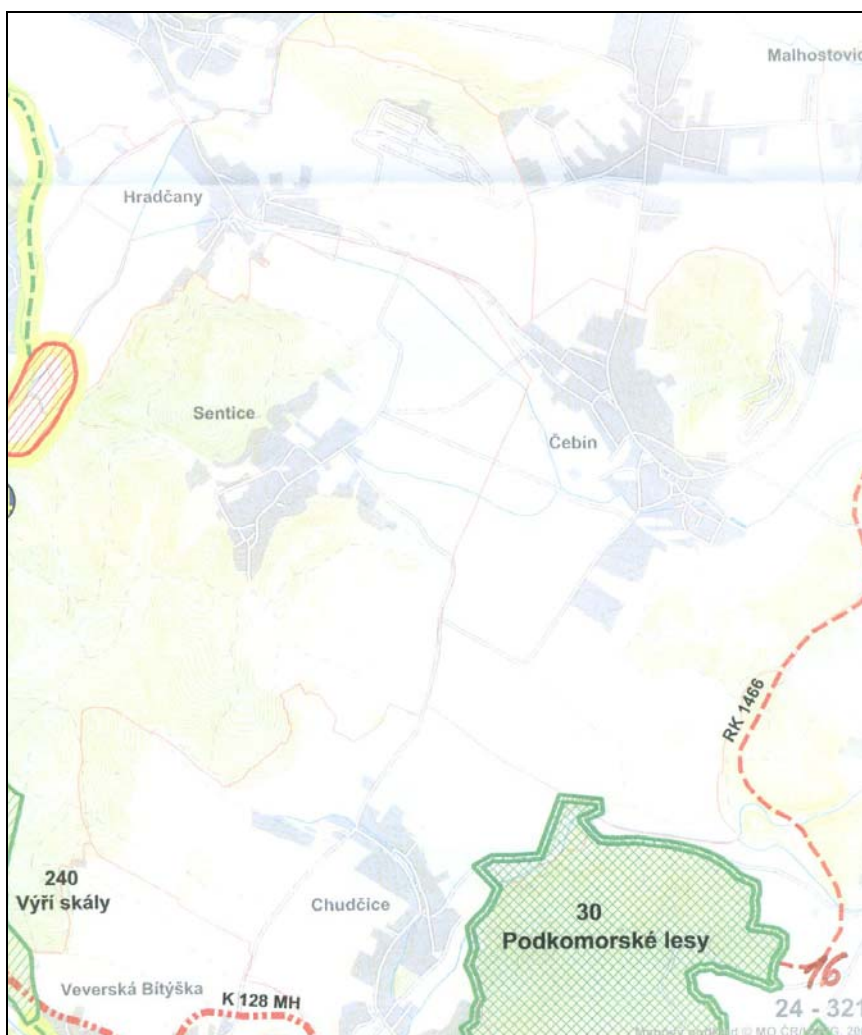 Malhostovic
Hradčany
Sentice
Čebín
RK 1466
240
Výří skály
Chudčice
30
Podkomorské lesy
16
Veverská Bítýška
K 128 MH
24 - 321